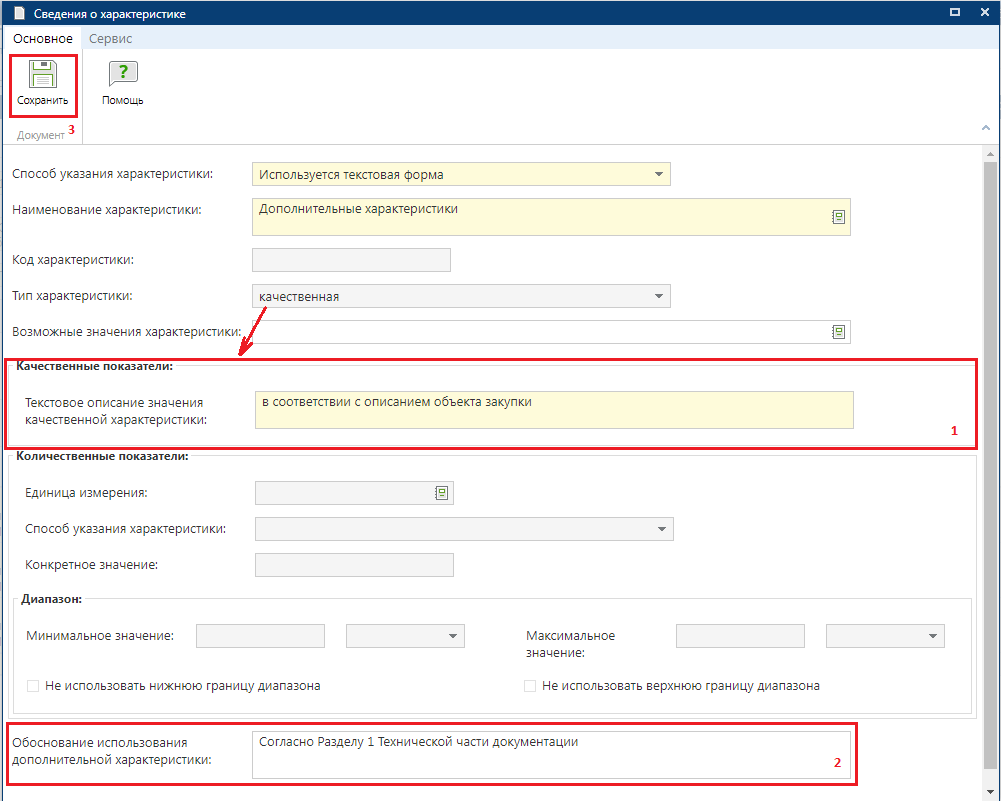 Сведения о характеристике
Основное Сервис
Сохранить Помощь
Документ 3
Способ указания характеристики: Используется текстовая форма
Наименование характеристики: Дополнительные характеристики
Код характеристики:
Тип характеристики: качественная
Возможные значения характеристики:
Качественные показатели:
Текстовое описание значения
качественной характеристики: в соответствии с описанием объекта закупки
1
Количественные показатели:
Единица измерения:
Способ указания характеристики:
Конкретное значение:
Диапазон:
Минимальное значение: Максимальное
значение:
Не использовать нижнюю границу диапазона Не использовать верхнюю границу диапазона
Обоснование использования
дополнительной характеристики: Согласно Разделу 1 Технической части документации
2